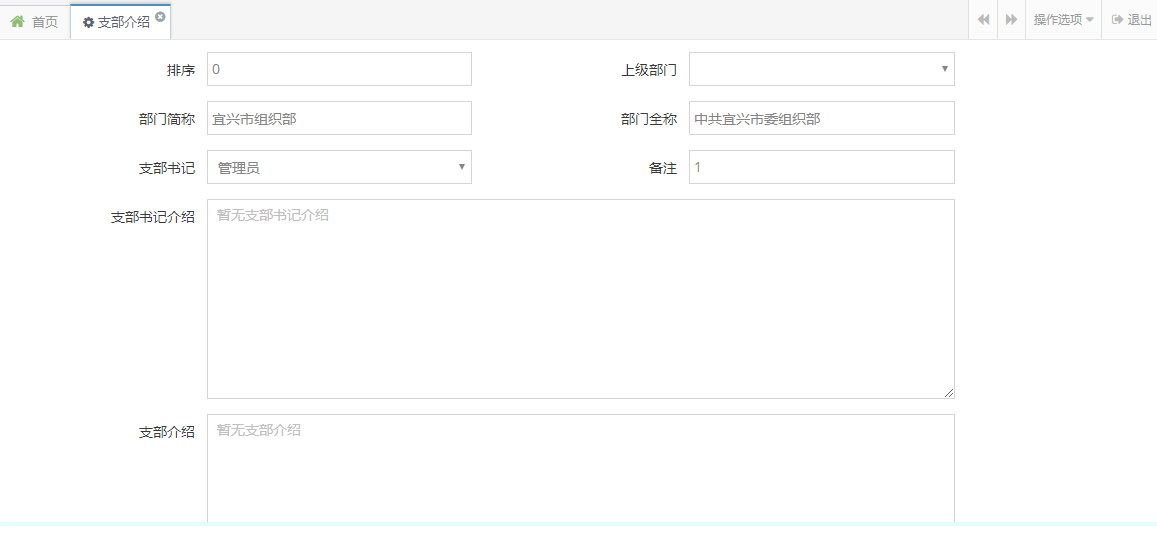 首页 支部介绍 操作选项 退出
排序 0 上级部门
部门简称 宜兴市组织部 部门全称 中共宜兴市委组织部
支部书记 管理员 备注 1
支部书记介绍 暂无支部书记介绍
支部介绍 暂无支部介绍